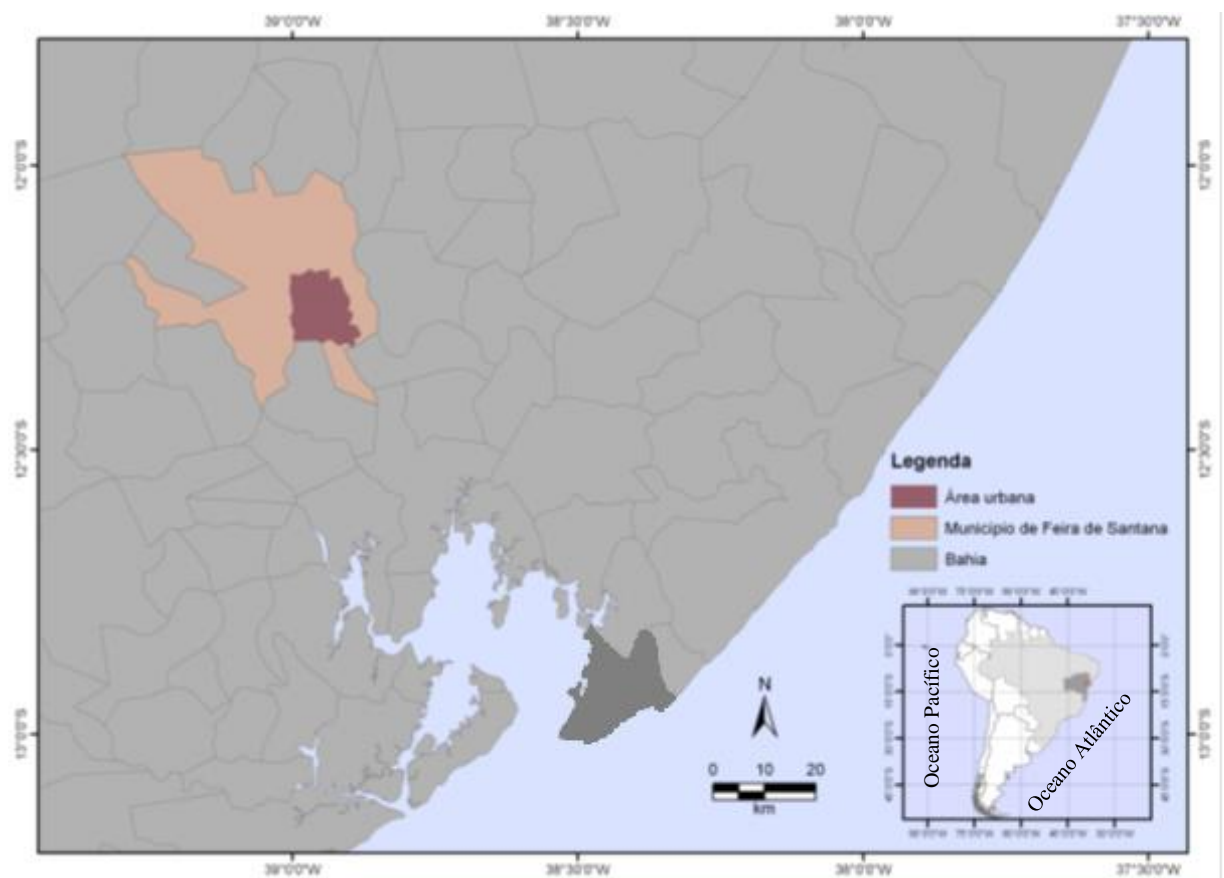 39°0'0"W 38°30'0"W 38°0'0"W 37°30'0"W
12°0'0"S 12°0'0"S
12°30'0"S 12°30'0"S
13°0'0"S 13°0'0"S
Legenda
Área urbana
Município de Feira de Santana
Bahia
Oceano Pacífico
Oceano Atlântico
N
0 10 20
km
39°0'0"W 38°30'0"W 38°0'0"W 37°30'0"W